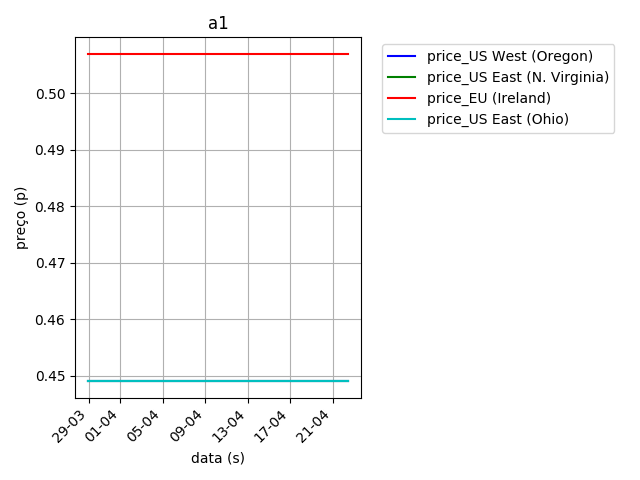 a1
price_US West (Oregon)
price_US East (N. Virginia)
price_EU (Ireland)
price_US East (Ohio)
preço (p)
0.50
0.49
0.48
0.47
0.46
0.45
29-03
01-04
05-04
09-04
13-04
17-04
21-04
data (s)